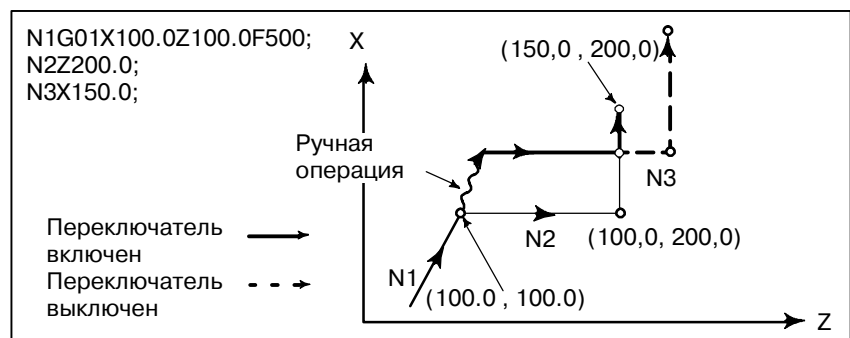 N1G01X100.0Z100.0F500;
N2Z200.0;
N3X150.0;
X
(150,0 , 200,0)
Ручная
операция
N3
Переключатель
включен
N2
(100,0, 200,0)
Переключатель
выключен
N1
(100.0 , 100.0)
Z